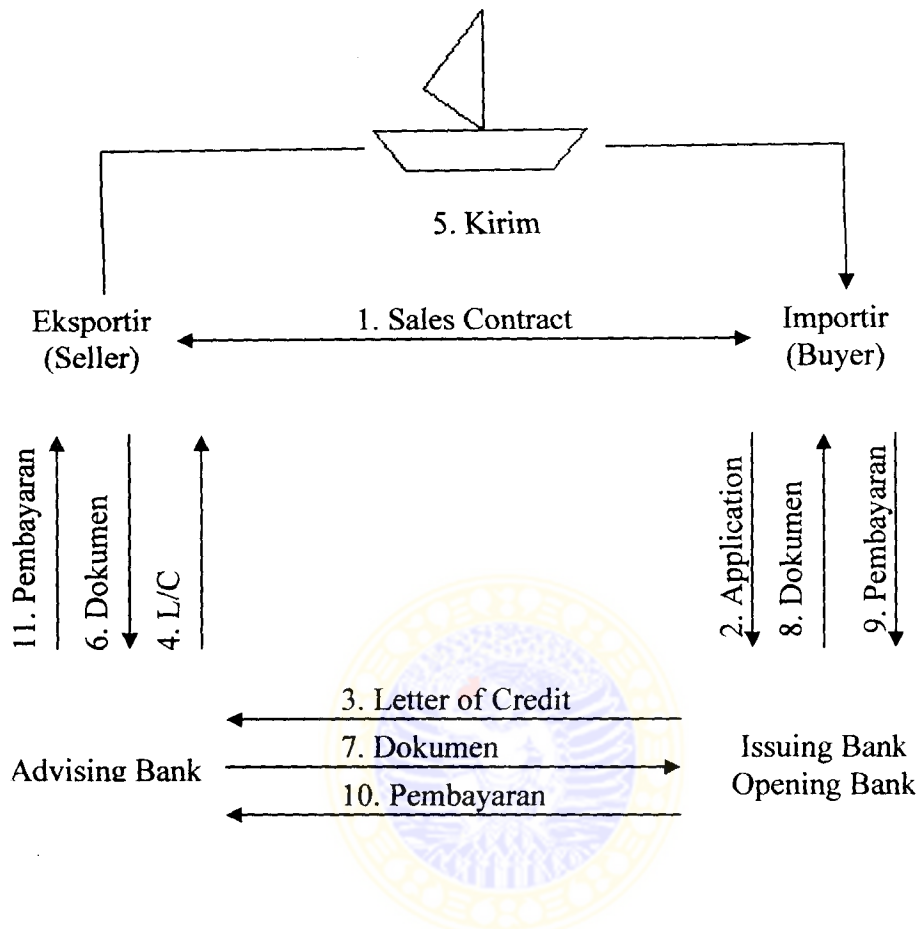 5. Kirim
Eksportir
(Seller)
1. Sales Contract
Importir
(Buyer)
11. Pembayaran
6. Dokumen
4. L/C
2. Application
8. Dokumen
9. Pembayaran
3. Letter of Credit
7. Dokumen
10. Pembayaran
Advising Bank
Issuing Bank
Opening Bank